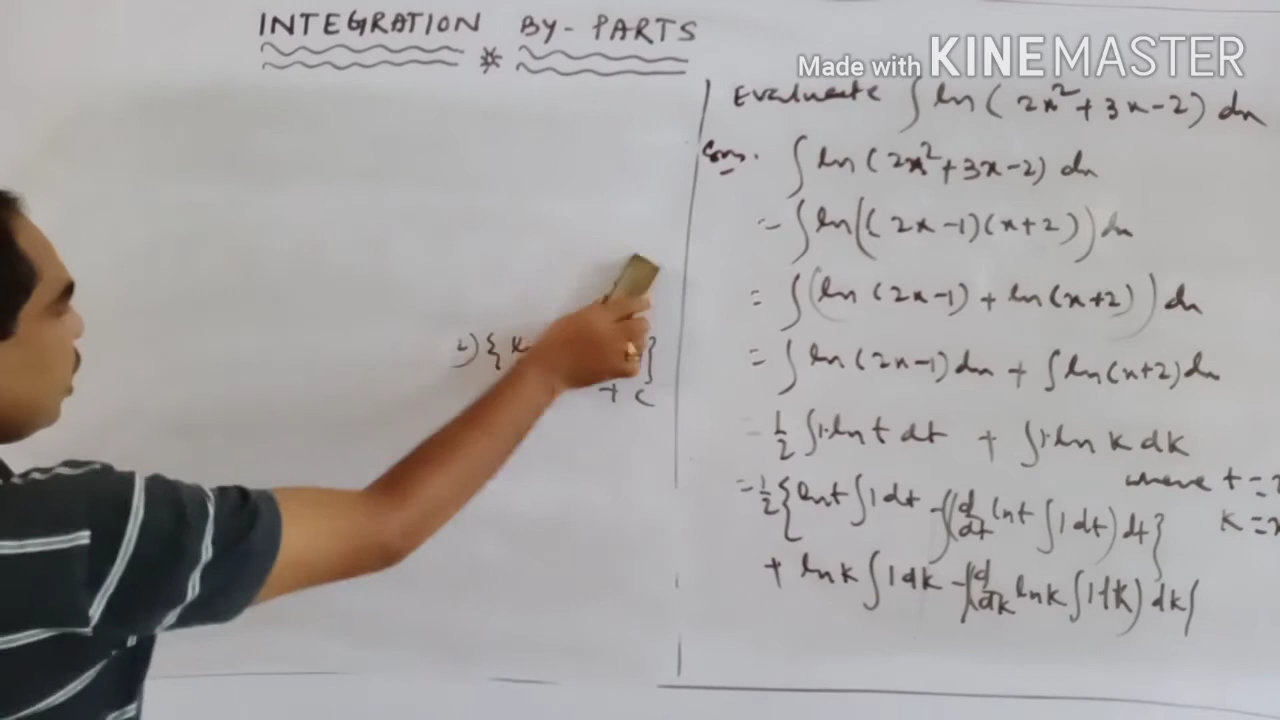 INTEGRATION BY-PARTS
Made with KINEMASTER
Evaluate ∫ ln(2x²+3x-2) dx
Ans. ∫ ln(2x²+3x-2) dx
= ∫ ln((2x-1)(x+2)) dx
= ∫ (ln(2x-1) + ln(x+2)) dx
= ∫ ln(2x-1) dx + ∫ ln(x+2) dx
= 1/2 ∫ 1.ln t dt + ∫ 1.ln k dk
where t =
k = x
= 1/2 { ln t ∫ 1 dt - ∫ (d/dt ln t ∫ 1 dt) dt }
+ ln k ∫ 1 dk - ∫ (d/dk ln k ∫ 1 dk) dk }
+ c